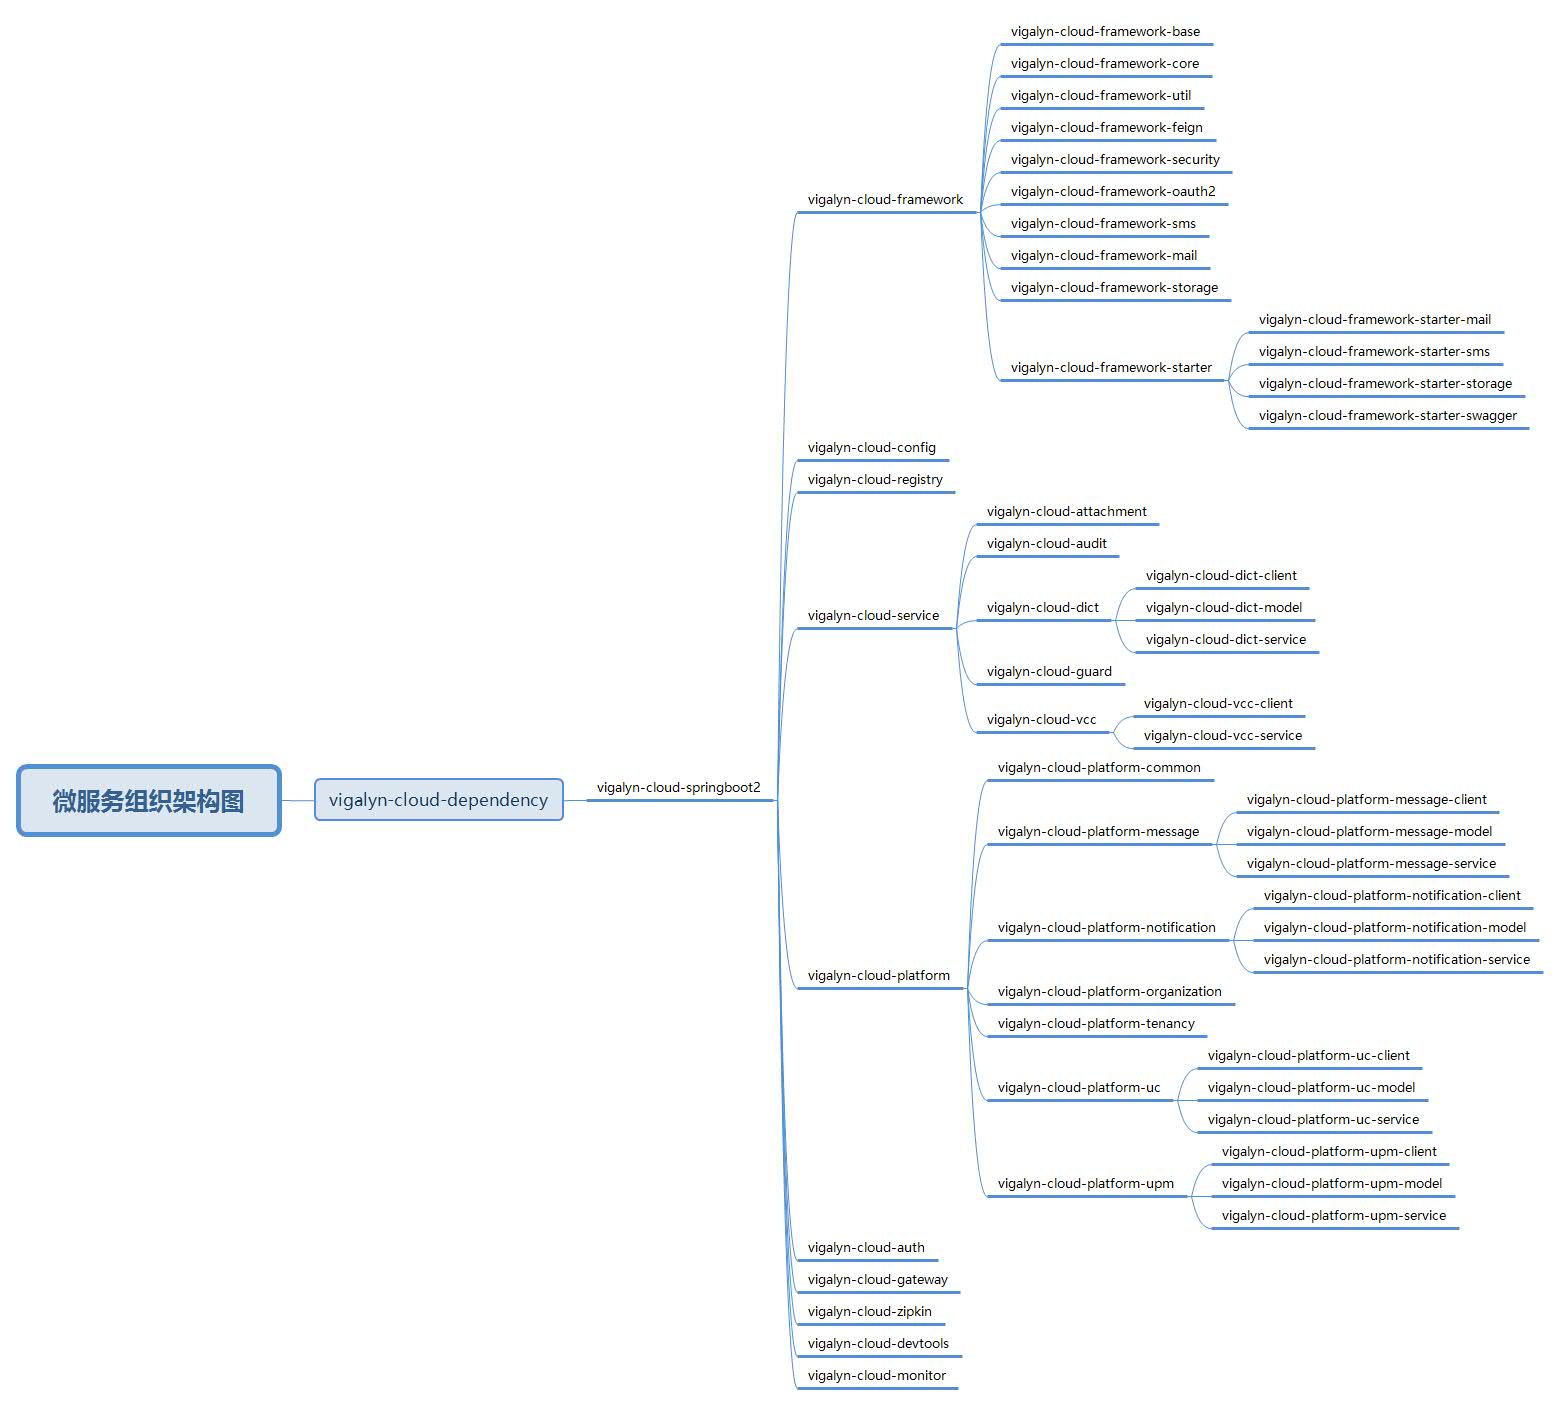 微服务组织架构图
vigalyn-cloud-dependency
vigalyn-cloud-springboot2
vigalyn-cloud-framework
vigalyn-cloud-framework-base
vigalyn-cloud-framework-core
vigalyn-cloud-framework-util
vigalyn-cloud-framework-feign
vigalyn-cloud-framework-security
vigalyn-cloud-framework-oauth2
vigalyn-cloud-framework-sms
vigalyn-cloud-framework-mail
vigalyn-cloud-framework-storage
vigalyn-cloud-framework-starter
vigalyn-cloud-framework-starter-mail
vigalyn-cloud-framework-starter-sms
vigalyn-cloud-framework-starter-storage
vigalyn-cloud-framework-starter-swagger
vigalyn-cloud-config
vigalyn-cloud-registry
vigalyn-cloud-service
vigalyn-cloud-attachment
vigalyn-cloud-audit
vigalyn-cloud-dict
vigalyn-cloud-dict-client
vigalyn-cloud-dict-model
vigalyn-cloud-dict-service
vigalyn-cloud-guard
vigalyn-cloud-vcc
vigalyn-cloud-vcc-client
vigalyn-cloud-vcc-service
vigalyn-cloud-platform
vigalyn-cloud-platform-common
vigalyn-cloud-platform-message
vigalyn-cloud-platform-message-client
vigalyn-cloud-platform-message-model
vigalyn-cloud-platform-message-service
vigalyn-cloud-platform-notification
vigalyn-cloud-platform-notification-client
vigalyn-cloud-platform-notification-model
vigalyn-cloud-platform-notification-service
vigalyn-cloud-platform-organization
vigalyn-cloud-platform-tenancy
vigalyn-cloud-platform-uc
vigalyn-cloud-platform-uc-client
vigalyn-cloud-platform-uc-model
vigalyn-cloud-platform-uc-service
vigalyn-cloud-platform-upm
vigalyn-cloud-platform-upm-client
vigalyn-cloud-platform-upm-model
vigalyn-cloud-platform-upm-service
vigalyn-cloud-auth
vigalyn-cloud-gateway
vigalyn-cloud-zipkin
vigalyn-cloud-devtools
vigalyn-cloud-monitor